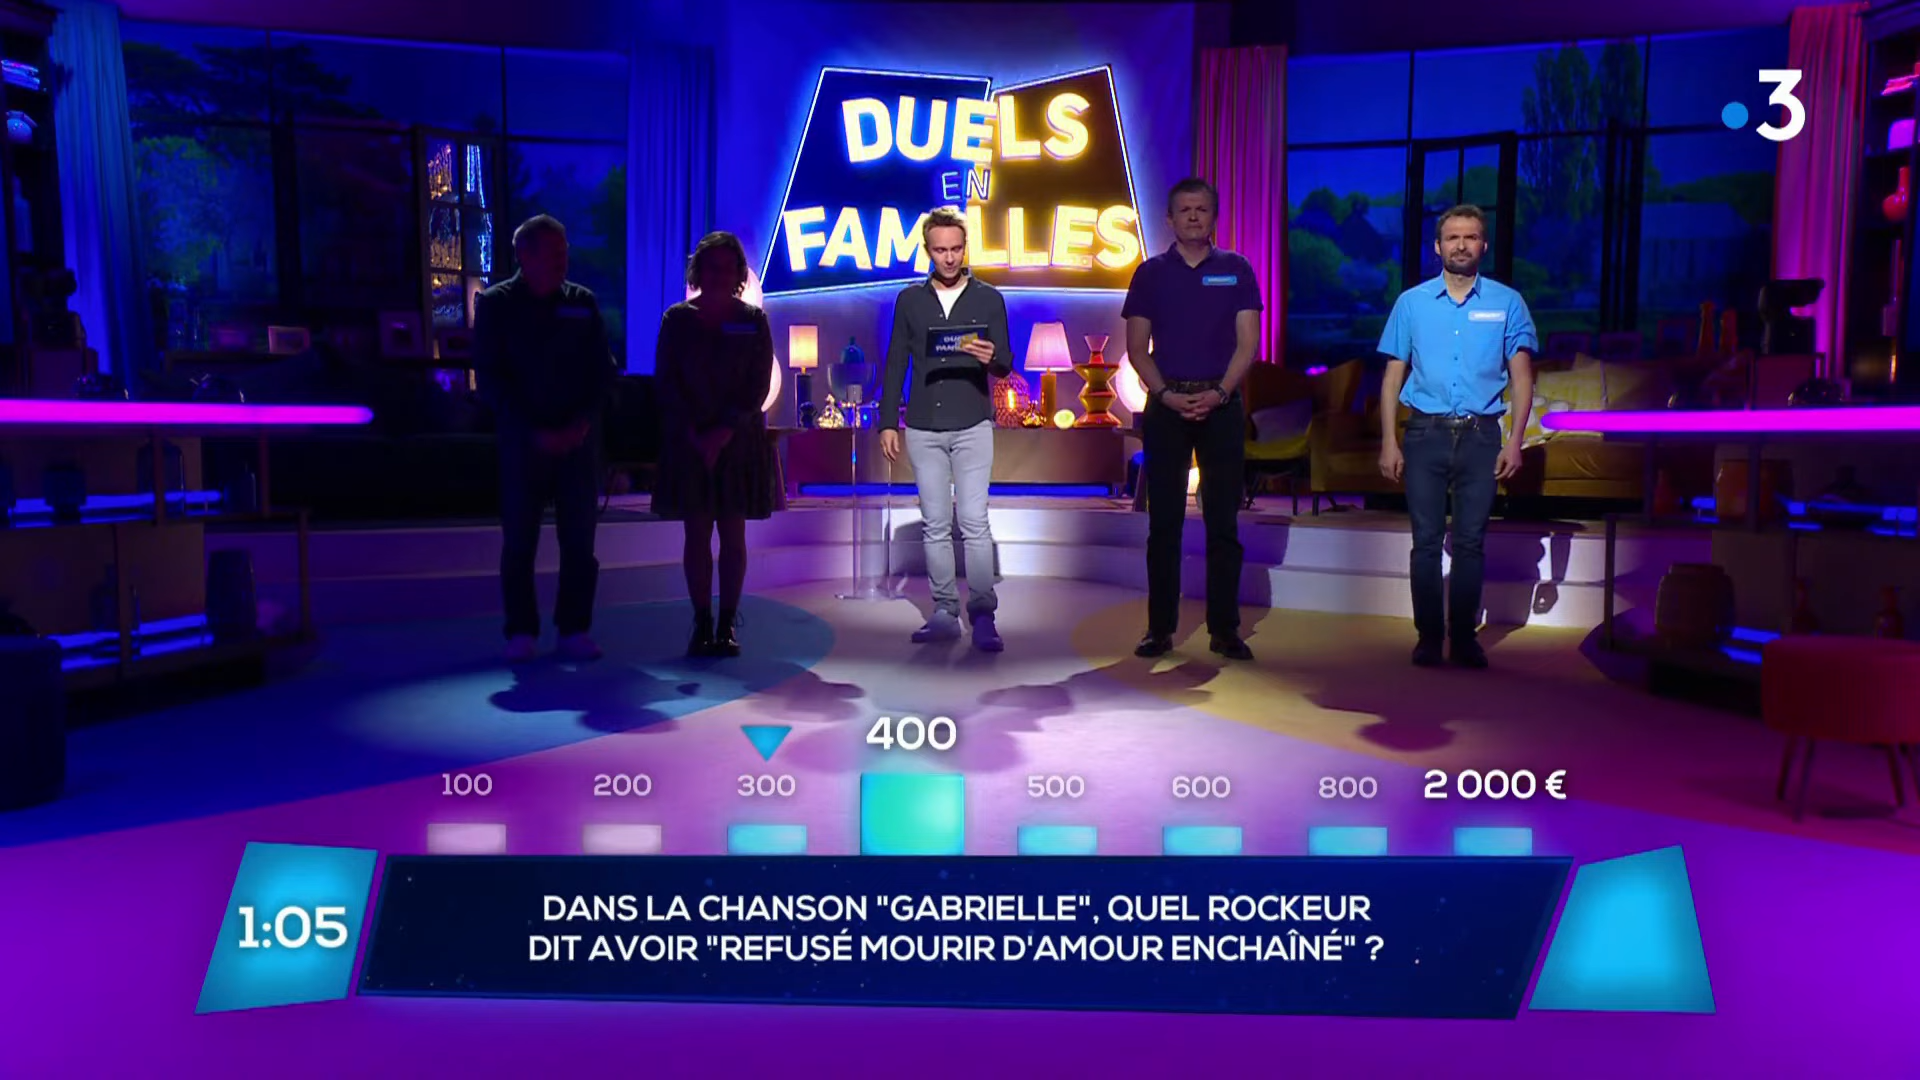 DUELS
EN
FAMILLES
3
400
100
200
300
500
600
800
2 000 €
1:05
DANS LA CHANSON "GABRIELLE", QUEL ROCKEUR
DIT AVOIR "REFUSÉ MOURIR D'AMOUR ENCHAÎNÉ" ?